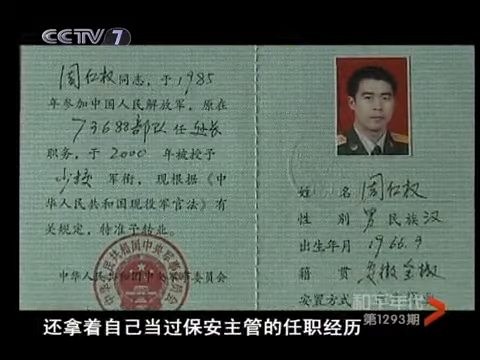 CCTV 7
周仁权同志，于1985
年参加中国人民解放军，原在
73688部队任处长
职务，于2000年被授予
少校军衔，现根据《中
华人民共和国现役军官法》有
关规定，特准予转业。
中华人民共和国中央军事委员会
姓名 周仁权
性别 男 民族 汉
出生年月 1966.9
籍贯 安徽全椒
安置方式
和平年代
第1293期
还拿着自己当过保安主管的任职经历